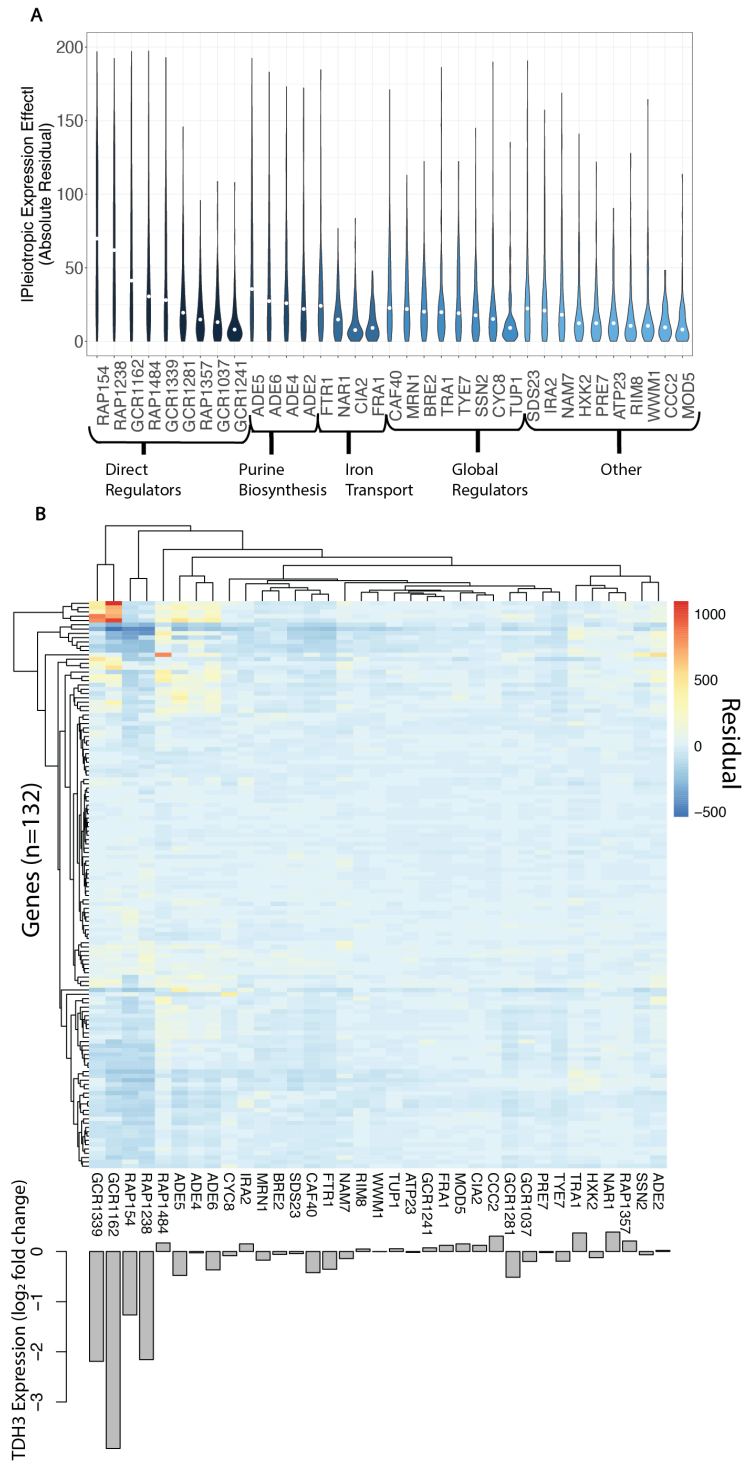 A
|Pleiotropic Expression Effect|
(Absolute Residual)
200
150
100
50
0
RAP154
RAP1238
GCR1162
RAP1484
GCR1339
GCR1281
RAP1357
GCR1037
GCR1241
ADE5
ADE6
ADE4
ADE2
FTR1
NAR1
CIA2
FRA1
CAF40
MRN1
BRE2
TRA1
TYE7
SSN2
CYC8
TUP1
SDS23
IRA2
NAM7
HXK2
PRE7
ATP23
RIM8
WWM1
CCC2
MOD5
Direct
Regulators
Purine
Biosynthesis
Iron
Transport
Global
Regulators
Other
B
Genes (n=132)
1000
500
0
−500
Residual
GCR1339
GCR1162
RAP154
RAP1238
RAP1484
ADE5
ADE4
ADE6
CYC8
IRA2
MRN1
BRE2
SDS23
CAF40
FTR1
NAM7
RIM8
WWM1
TUP1
ATP23
GCR1241
FRA1
MOD5
CIA2
CCC2
GCR1281
GCR1037
PRE7
TYE7
TRA1
HXK2
NAR1
RAP1357
SSN2
ADE2
TDH3 Expression (log₂ fold change)
0
−1
−2
−3